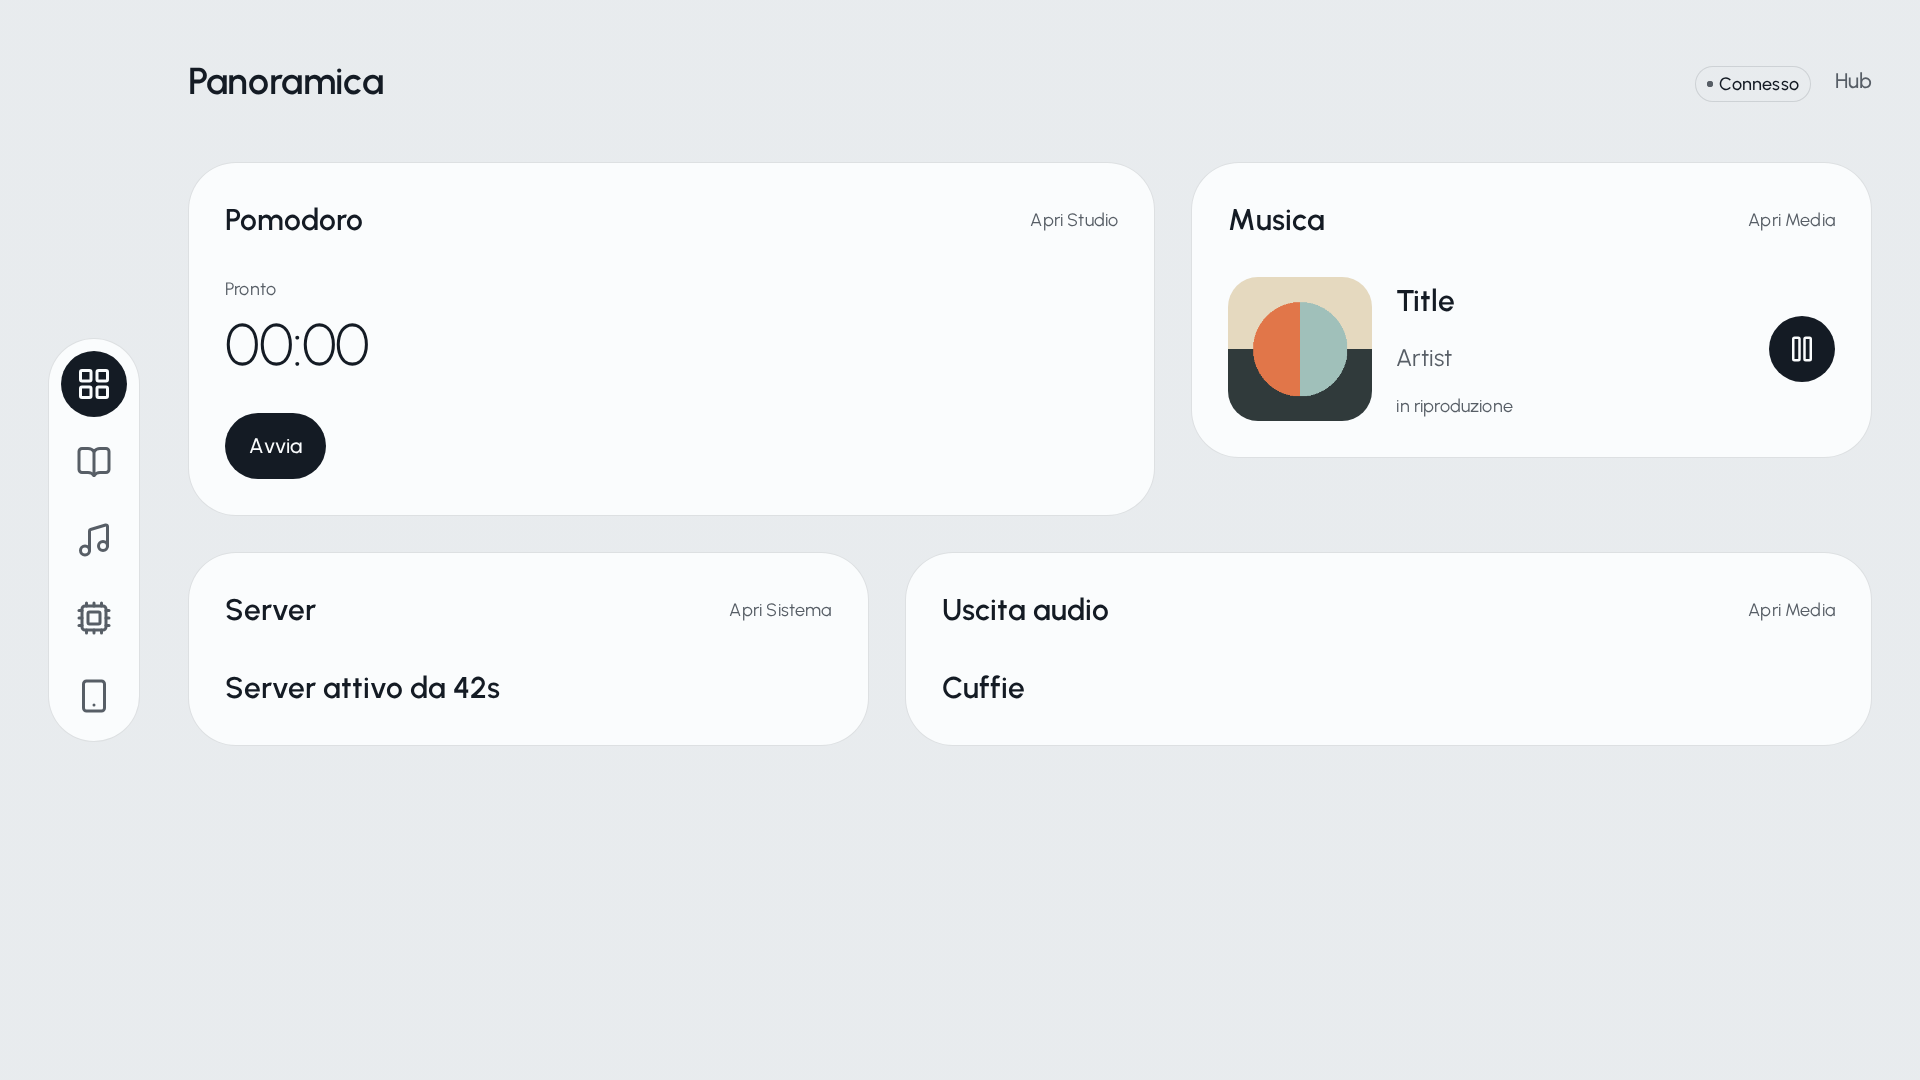 Panoramica
Connesso
Hub
Pomodoro
Apri Studio
Pronto
00:00
Avvia
Musica
Apri Media
Title
Artist
in riproduzione
Server
Apri Sistema
Server attivo da 42s
Uscita audio
Apri Media
Cuffie